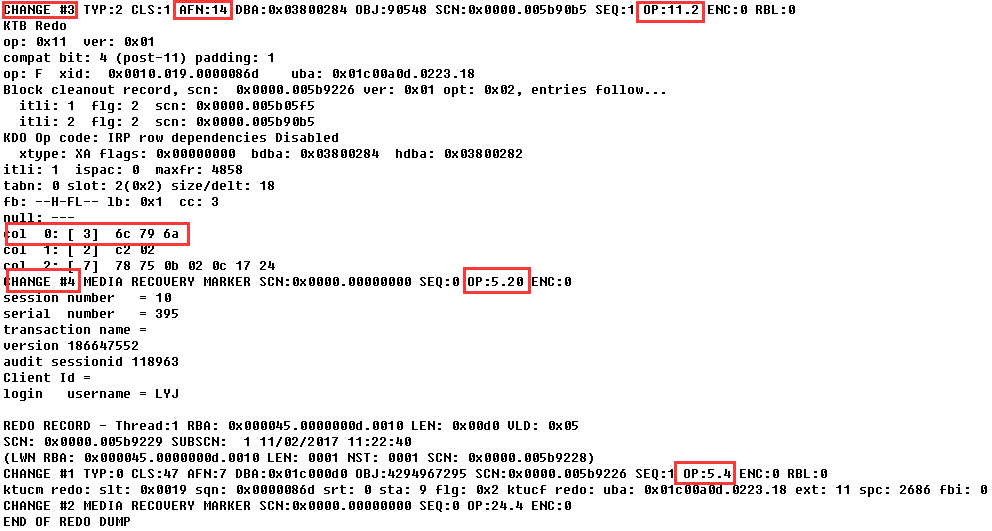 CHANGE #3 TYP:2 CLS:1 AFN:14 DBA:0x03800284 OBJ:90548 SCN:0x0000.005b90b5 SEQ:1 OP:11.2 ENC:0 RBL:0
KTB Redo
op: 0x11  ver: 0x01
compat bit: 4 (post-11) padding: 1
op: F  xid:  0x0010.019.0000086d    uba: 0x01c00a0d.0223.18
Block cleanout record, scn:  0x0000.005b9226 ver: 0x01 opt: 0x02, entries follow...
  itli: 1  flg: 2  scn: 0x0000.005b05f5
  itli: 2  flg: 2  scn: 0x0000.005b90b5
KDO Op code: IRP row dependencies Disabled
  xtype: XA flags: 0x00000000  bdba: 0x03800284  hdba: 0x03800282
itli: 1  ispac: 0  maxfr: 4858
tabn: 0 slot: 2(0x2) size/delt: 18
fb: --H-FL-- lb: 0x1  cc: 3
null: ---
col  0: [ 3]  6c 79 6a
col  1: [ 2]  c2 02
col  2: [ 7]  78 75 0b 02 0c 17 24
CHANGE #4 MEDIA RECOVERY MARKER SCN:0x0000.00000000 SEQ:0 OP:5.20 ENC:0
session number   = 10
serial  number   = 395
transaction name =
version 186647552
audit sessionid 118963
Client Id =
login   username = LYJ
REDO RECORD - Thread:1 RBA: 0x000045.0000000d.0010 LEN: 0x00d0 VLD: 0x05
SCN: 0x0000.005b9229 SUBSCN:  1 11/02/2017 11:22:40
(LWN RBA: 0x000045.0000000d.0010 LEN: 0001 NST: 0001 SCN: 0x0000.005b9228)
CHANGE #1 TYP:0 CLS:47 AFN:7 DBA:0x01c000d0 OBJ:4294967295 SCN:0x0000.005b9226 SEQ:1 OP:5.4 ENC:0 RBL:0
ktucm redo: slt: 0x0019 sqn: 0x0000086d srt: 0 sta: 9 flg: 0x2 ktucf redo: uba: 0x01c00a0d.0223.18 ext: 11 spc: 2686 fbi: 0
CHANGE #2 MEDIA RECOVERY MARKER SCN:0x0000.00000000 SEQ:0 OP:24.4 ENC:0
END OF REDO DUMP